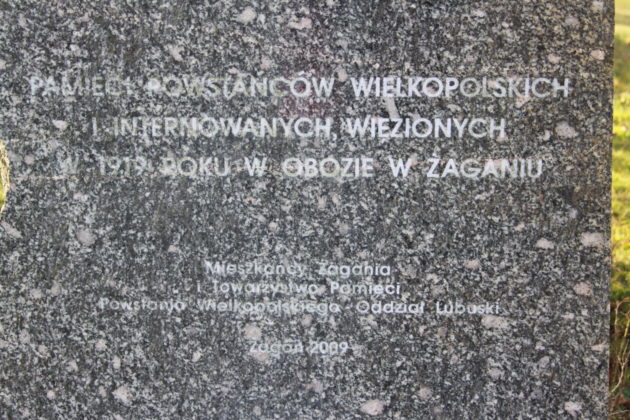 PAMIĘCI POWSTAŃCÓW WIELKOPOLSKICH
I INTERNOWANYCH, WIĘZIONYCH
W 1919 ROKU W OBOZIE W ŻAGANIU
Mieszkańcy Żagania
i Towarzystwo Pamięci
Powstania Wielkopolskiego Oddział Lubuski
Żagań 2009